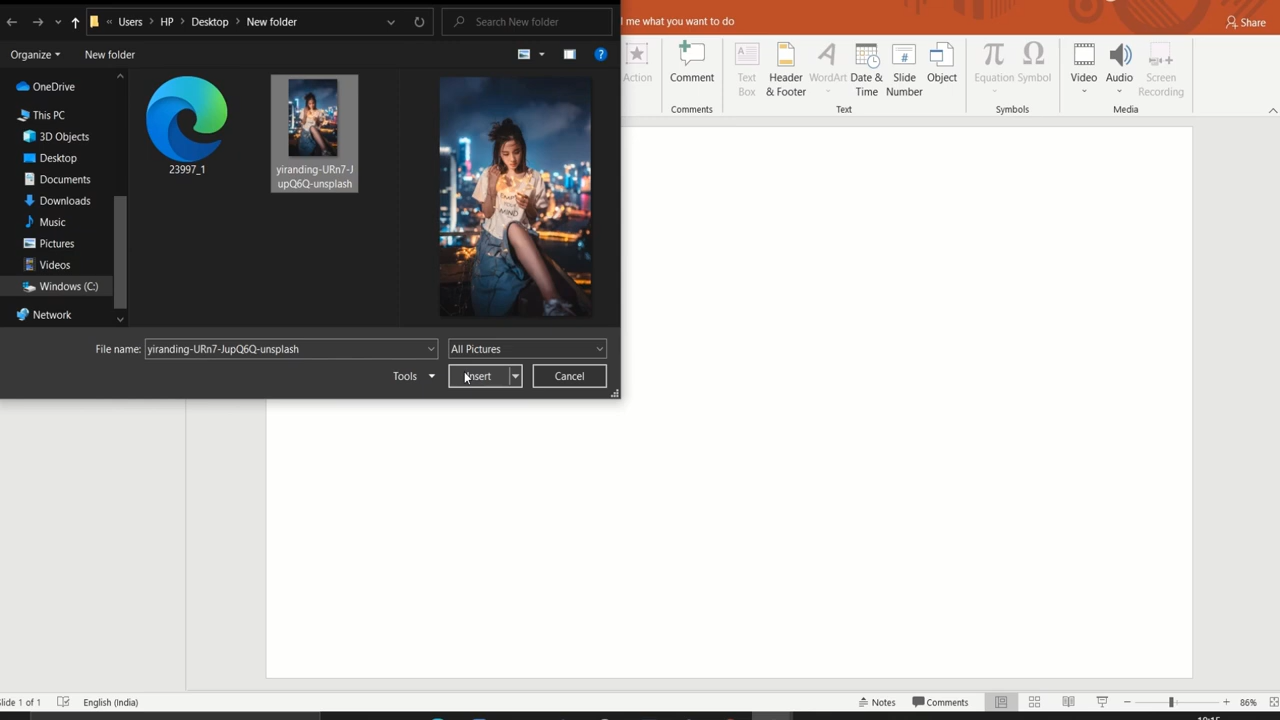 « Users > HP > Desktop > New folder
Search New folder
me what you want to do
Share
Organize
New folder
OneDrive
This PC
3D Objects
Desktop
Documents
Downloads
Music
Pictures
Videos
Windows (C:)
Network
23997_1
yiranding-URn7-J
upQ6Q-unsplash
File name: yiranding-URn7-JupQ6Q-unsplash
All Pictures
Tools
Insert
Cancel
Action
Comment
Comments
Text
Box
Header
& Footer
WordArt
Date &
Time
Slide
Number
Object
Text
Equation
Symbol
Symbols
Video
Audio
Screen
Recording
Media
Slide 1 of 1
English (India)
Notes
Comments
86%